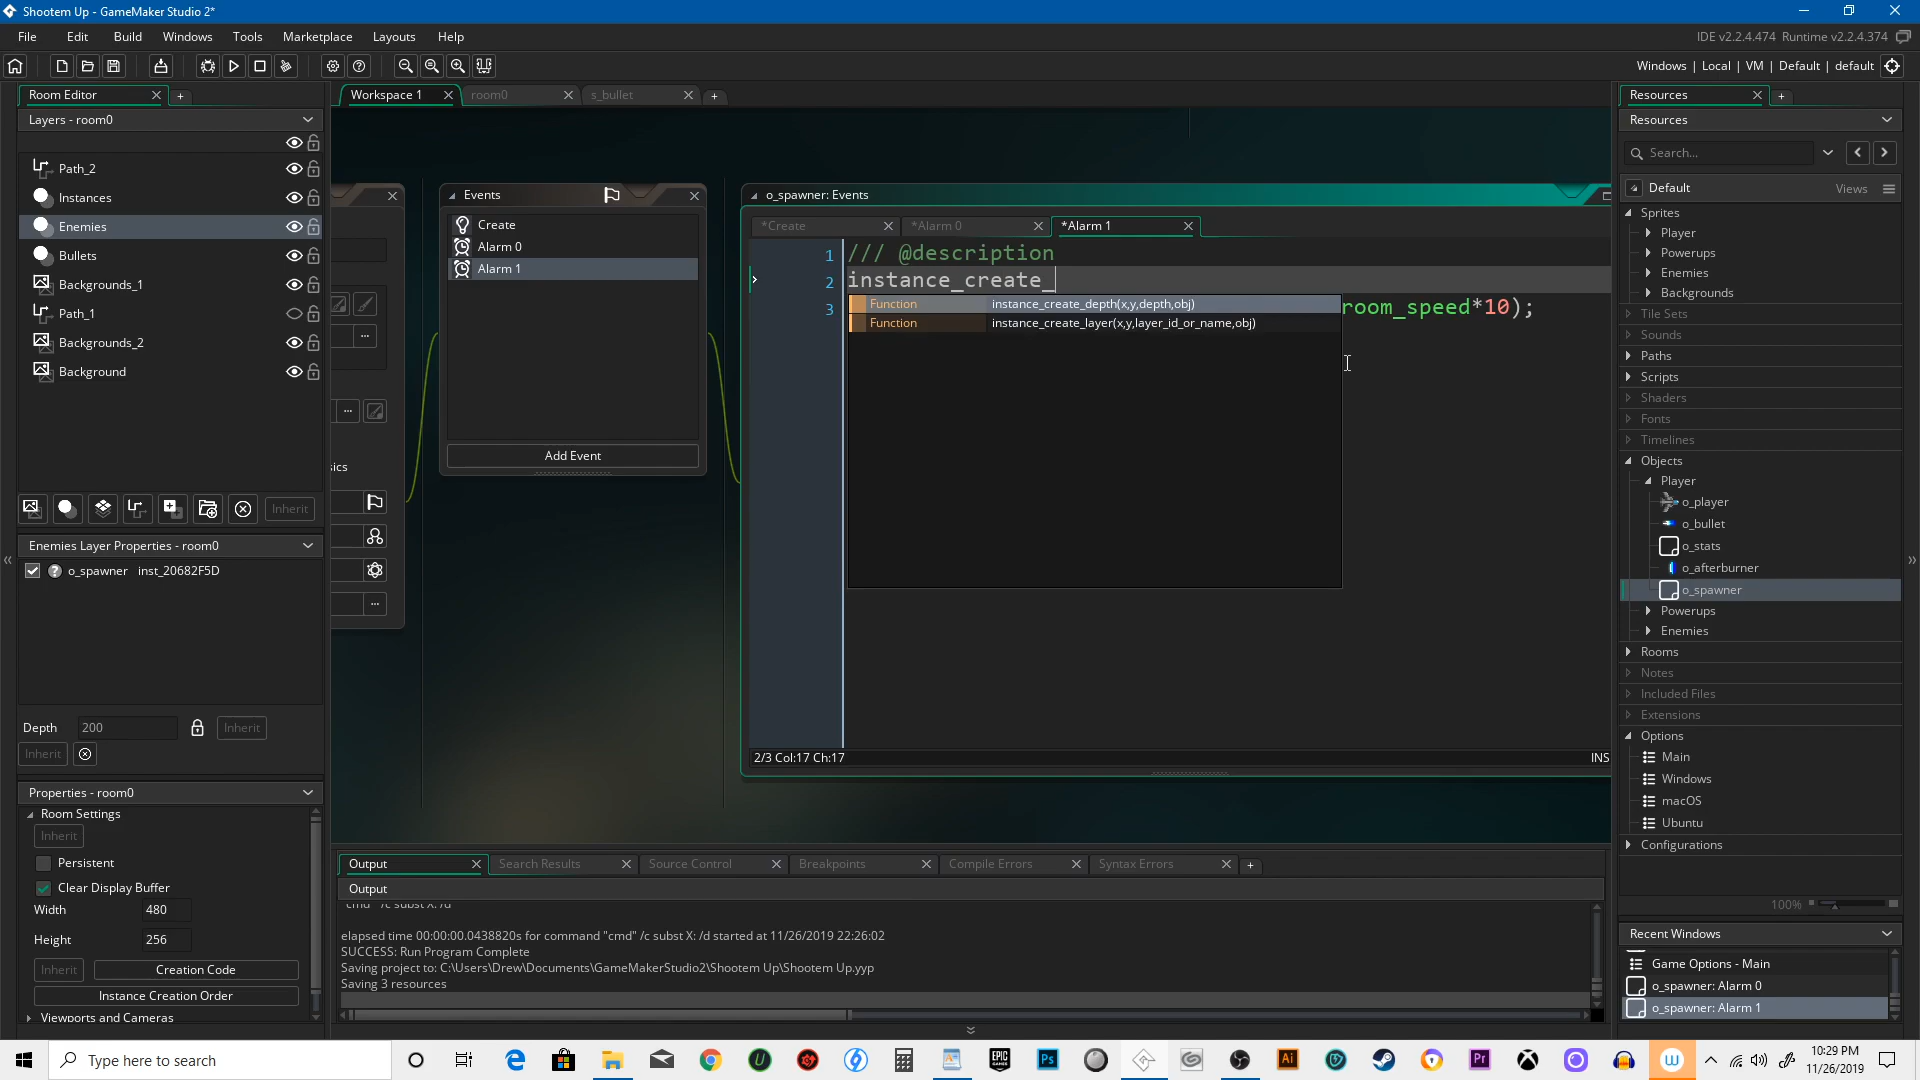 Shootem Up - GameMaker Studio 2*
File Edit Build Windows Tools Marketplace Layouts Help
IDE v2.2.4.474 Runtime v2.2.4.374
Windows | Local | VM | Default | default
Room Editor
Layers - room0
Path_2
Instances
Enemies
Bullets
Backgrounds_1
Path_1
Backgrounds_2
Background
Inherit
Enemies Layer Properties - room0
o_spawner inst_20682F5D
Depth 200 Inherit
Inherit
Properties - room0
Room Settings
Inherit
Persistent
Clear Display Buffer
Width 480
Height 256
Inherit Creation Code
Instance Creation Order
Viewports and Cameras
Workspace 1 room0 s_bullet
sics
Events
Create
Alarm 0
Alarm 1
Add Event
o_spawner: Events
*Create *Alarm 0 *Alarm 1
1 /// @description
2 instance_create_
3 room_speed*10);
Function instance_create_depth(x,y,depth,obj)
Function instance_create_layer(x,y,layer_id_or_name,obj)
2/3 Col:17 Ch:17 INS
Output Search Results Source Control Breakpoints Compile Errors Syntax Errors
Output
"cmd" /c subst X: /d
elapsed time 00:00:00.0438820s for command "cmd" /c subst X: /d started at 11/26/2019 22:26:02
SUCCESS: Run Program Complete
Saving project to: C:\Users\Drew\Documents\GameMakerStudio2\Shootem Up\Shootem Up.yyp
Saving 3 resources
Resources
Resources
Search...
Default Views
Sprites
Player
Powerups
Enemies
Backgrounds
Tile Sets
Sounds
Paths
Scripts
Shaders
Fonts
Timelines
Objects
Player
o_player
o_bullet
o_stats
o_afterburner
o_spawner
Powerups
Enemies
Rooms
Notes
Included Files
Extensions
Options
Main
Windows
macOS
Ubuntu
Configurations
100%
Recent Windows
Game Options - Main
o_spawner: Alarm 0
o_spawner: Alarm 1
Type here to search
10:29 PM
11/26/2019